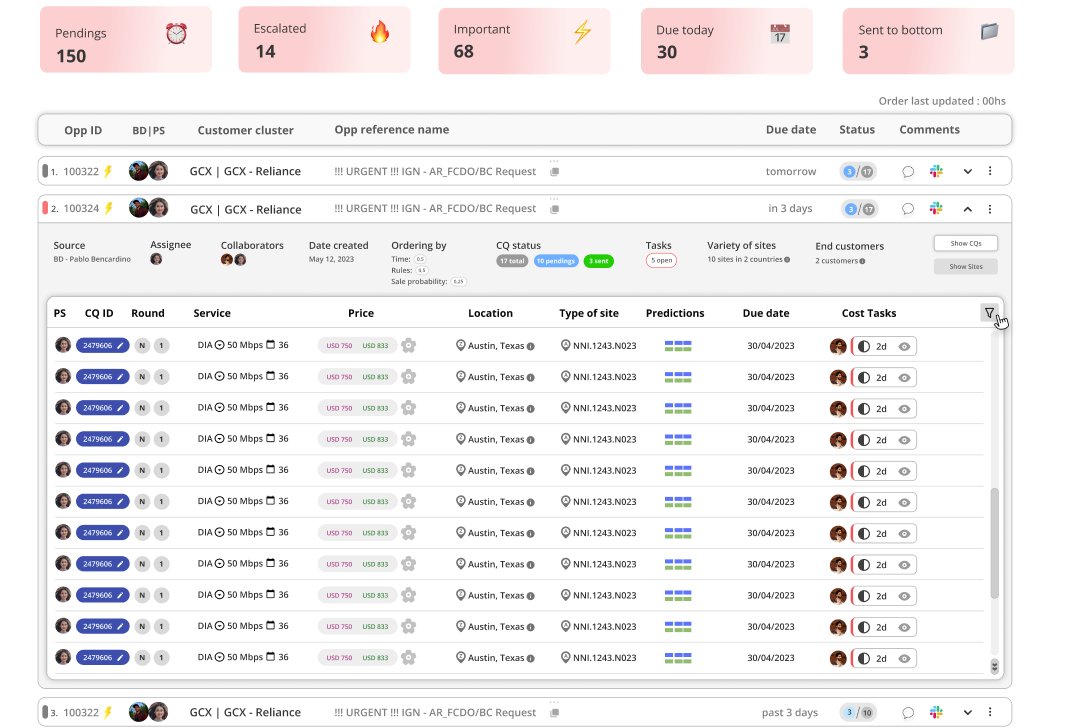 Pendings
150
Escalated
14
Important
68
Due today
30
17
Sent to bottom
3
Order last updated : 00hs
Opp ID BD|PS Customer cluster Opp reference name Due date Status Comments
1. 100322 GCX | GCX - Reliance !!! URGENT !!! IGN - AR_FCDO/BC Request ... tomorrow 3 / 17
2. 100324 GCX | GCX - Reliance !!! URGENT !!! IGN - AR_FCDO/BC Request ... in 3 days 3 / 17
Source
BD - Pablo Bencardino
Assignee
Collaborators
Date created
May 12, 2023
Ordering by
Time: 0,5
Rules: 0,5
Sale probability: 0,25
CQ status
17 total 10 pendings 3 sent
Tasks
5 open
Variety of sites
10 sites in 2 countries
End customers
2 customers
Show CQs
Show Sites
PS CQ ID Round Service Price Location Type of site Predictions Due date Cost Tasks
2479606 N 1 DIA 50 Mbps 36 USD 750 USD 833 Austin, Texas NNI.1243.N023 30/04/2023 2d
2479606 N 1 DIA 50 Mbps 36 USD 750 USD 833 Austin, Texas NNI.1243.N023 30/04/2023 2d
2479606 N 1 DIA 50 Mbps 36 USD 750 USD 833 Austin, Texas NNI.1243.N023 30/04/2023 2d
2479606 N 1 DIA 50 Mbps 36 USD 750 USD 833 Austin, Texas NNI.1243.N023 30/04/2023 2d
2479606 N 1 DIA 50 Mbps 36 USD 750 USD 833 Austin, Texas NNI.1243.N023 30/04/2023 2d
2479606 N 1 DIA 50 Mbps 36 USD 750 USD 833 Austin, Texas NNI.1243.N023 30/04/2023 2d
2479606 N 1 DIA 50 Mbps 36 USD 750 USD 833 Austin, Texas NNI.1243.N023 30/04/2023 2d
2479606 N 1 DIA 50 Mbps 36 USD 750 USD 833 Austin, Texas NNI.1243.N023 30/04/2023 2d
2479606 N 1 DIA 50 Mbps 36 USD 750 USD 833 Austin, Texas NNI.1243.N023 30/04/2023 2d
2479606 N 1 DIA 50 Mbps 36 USD 750 USD 833 Austin, Texas NNI.1243.N023 30/04/2023 2d
2479606 N 1 DIA 50 Mbps 36 USD 750 USD 833 Austin, Texas NNI.1243.N023 30/04/2023 2d
3. 100322 GCX | GCX - Reliance !!! URGENT !!! IGN - AR_FCDO/BC Request ... past 3 days 3 / 10